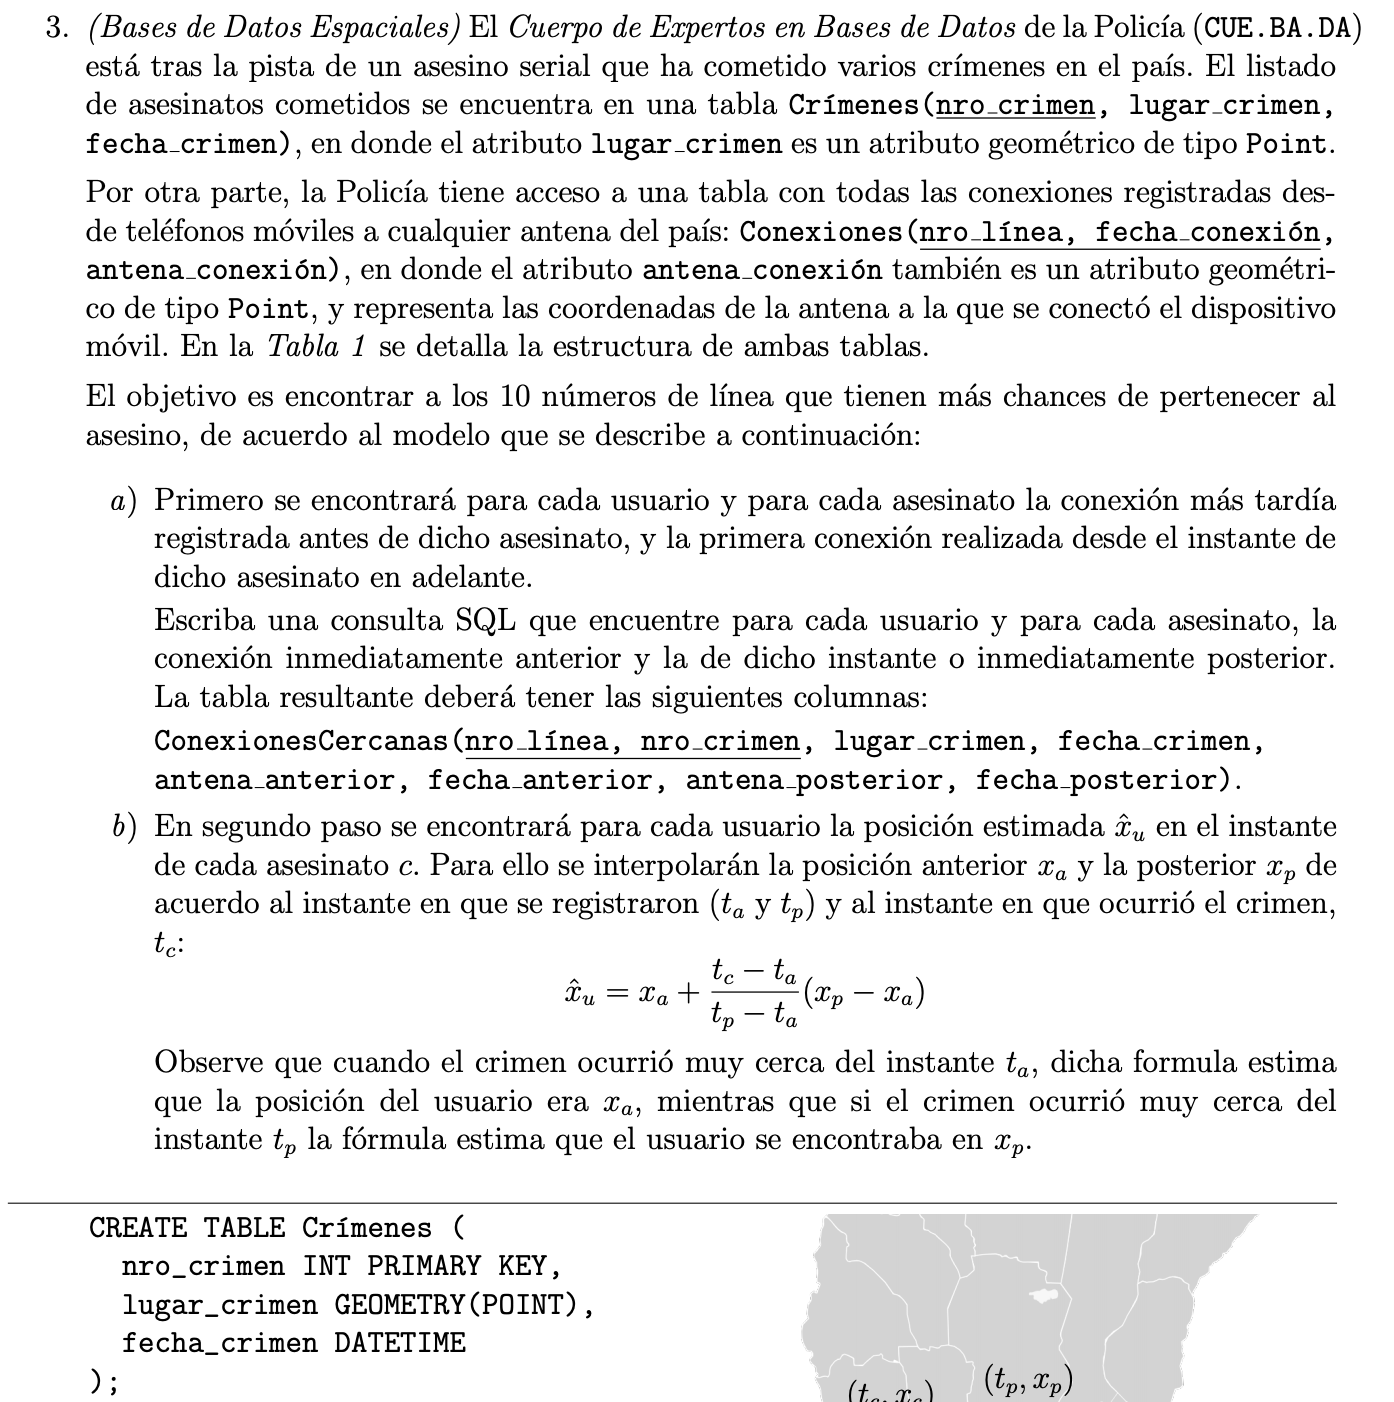 3. (Bases de Datos Espaciales) El Cuerpo de Expertos en Bases de Datos de la Policía (CUE.BA.DA)
está tras la pista de un asesino serial que ha cometido varios crímenes en el país. El listado
de asesinatos cometidos se encuentra en una tabla Crímenes(nro_crimen, lugar_crimen,
fecha_crimen), en donde el atributo lugar_crimen es un atributo geométrico de tipo Point.
Por otra parte, la Policía tiene acceso a una tabla con todas las conexiones registradas des-
de teléfonos móviles a cualquier antena del país: Conexiones(nro_línea, fecha_conexión,
antena_conexión), en donde el atributo antena_conexión también es un atributo geométri-
co de tipo Point, y representa las coordenadas de la antena a la que se conectó el dispositivo
móvil. En la Tabla 1 se detalla la estructura de ambas tablas.
El objetivo es encontrar a los 10 números de línea que tienen más chances de pertenecer al
asesino, de acuerdo al modelo que se describe a continuación:
a) Primero se encontrará para cada usuario y para cada asesinato la conexión más tardía
registrada antes de dicho asesinato, y la primera conexión realizada desde el instante de
dicho asesinato en adelante.
Escriba una consulta SQL que encuentre para cada usuario y para cada asesinato, la
conexión inmediatamente anterior y la de dicho instante o inmediatamente posterior.
La tabla resultante deberá tener las siguientes columnas:
ConexionesCercanas(nro_línea, nro_crimen, lugar_crimen, fecha_crimen,
antena_anterior, fecha_anterior, antena_posterior, fecha_posterior).
b) En segundo paso se encontrará para cada usuario la posición estimada x̂_u en el instante
de cada asesinato c. Para ello se interpolarán la posición anterior x_a y la posterior x_p de
acuerdo al instante en que se registraron (t_a y t_p) y al instante en que ocurrió el crimen,
t_c:
x̂_u = x_a + (t_c − t_a)/(t_p − t_a) (x_p − x_a)
Observe que cuando el crimen ocurrió muy cerca del instante t_a, dicha formula estima
que la posición del usuario era x_a, mientras que si el crimen ocurrió muy cerca del
instante t_p la fórmula estima que el usuario se encontraba en x_p.
CREATE TABLE Crímenes (
nro_crimen INT PRIMARY KEY,
lugar_crimen GEOMETRY(POINT),
fecha_crimen DATETIME
);
(t_p, x_p)
(t_c, x_c)